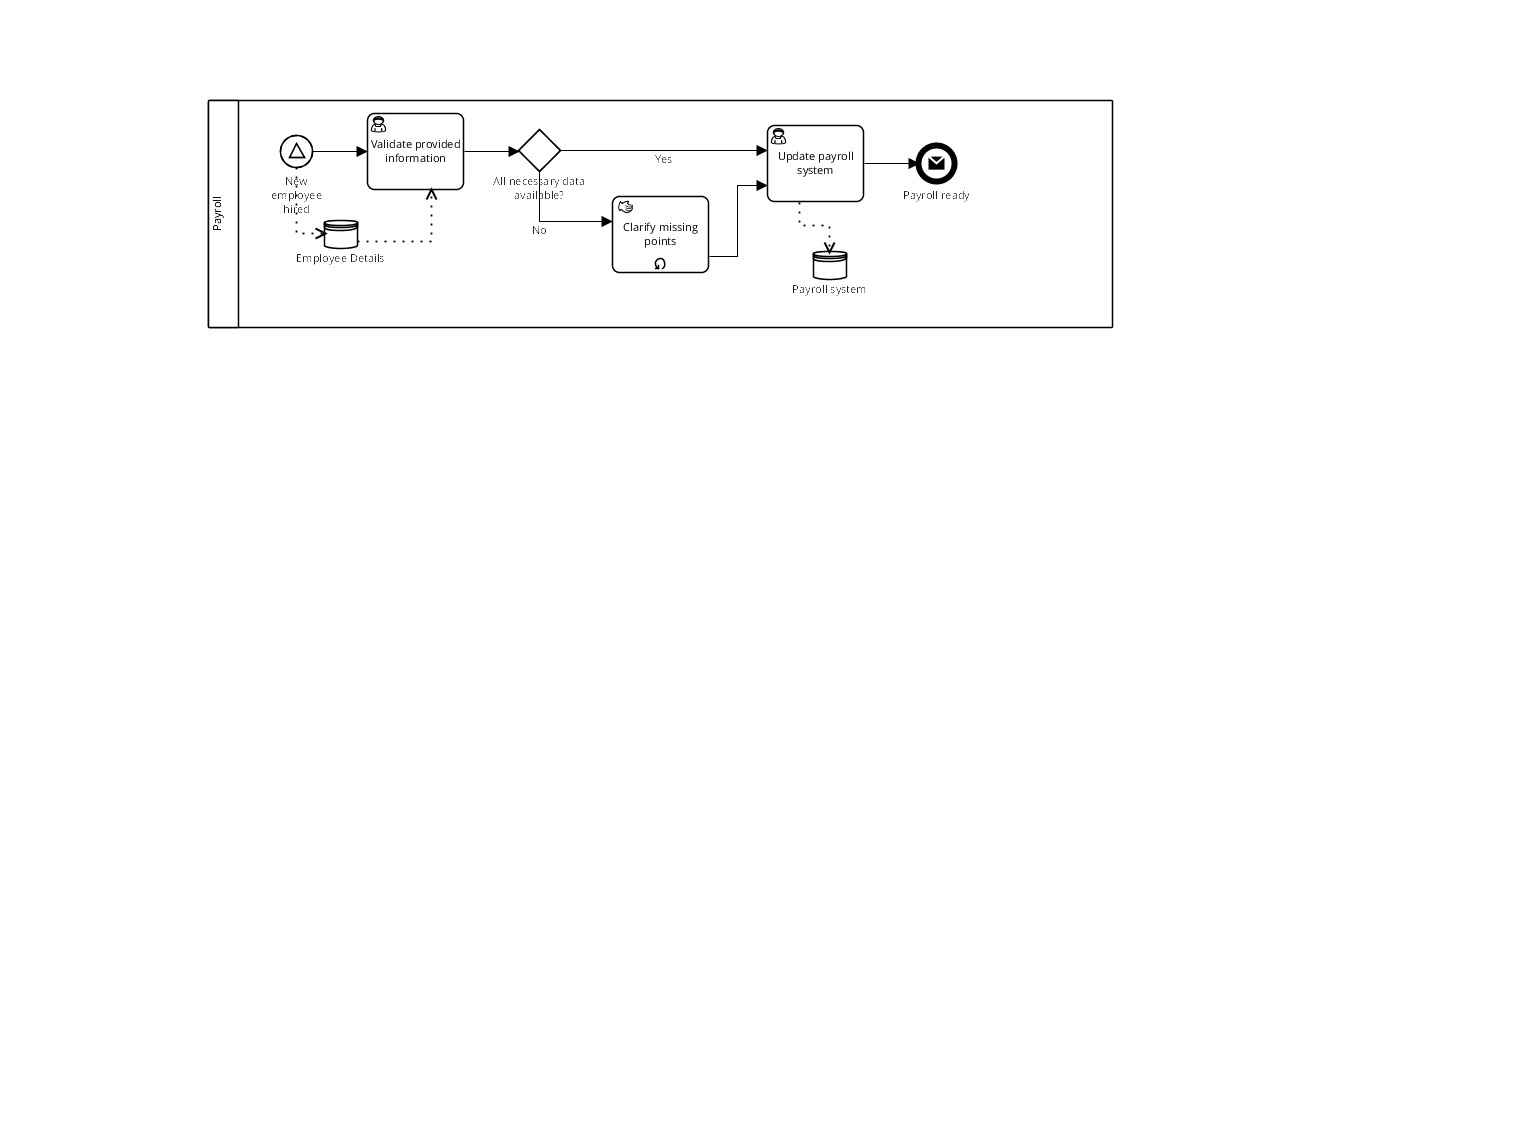 Payroll
New
employee
hired
Validate provided
information
Employee Details
All necessary data
available?
Yes
No
Clarify missing
points
Update payroll
system
Payroll system
Payroll ready